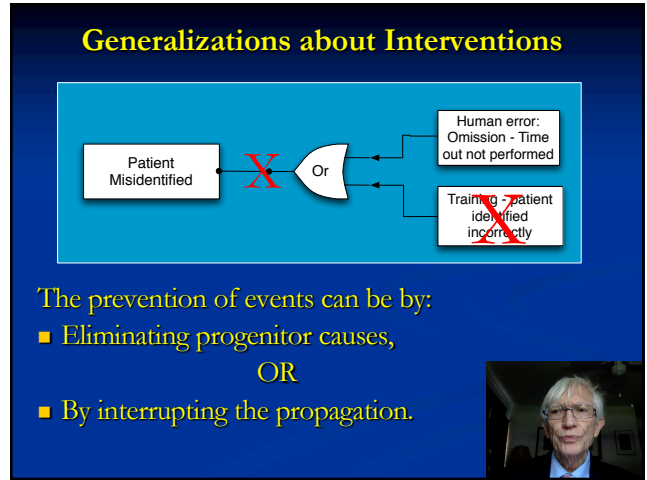 Generalizations about Interventions
Human error:
Omission - Time
out not performed
Patient
Misidentified
X
Or
Training - patient
identified
incorrectly
X
The prevention of events can be by:
Eliminating progenitor causes,
OR
By interrupting the propagation.